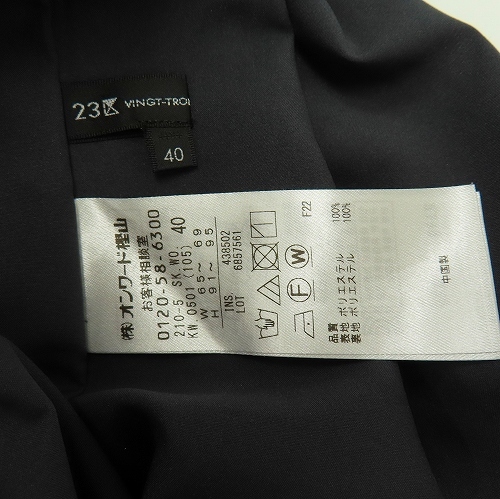 23区 VINGT-TROI
40
(株)オンワード樫山
お客様相談室
0120-58-6300
210-5 SK.WO. 40
KW 0501 (105)
W 65～69
H 91～95
INS 438502
LOT 6857561
F W
F22
品質
表地 ポリエステル 100%
裏地 ポリエステル 100%
中国製